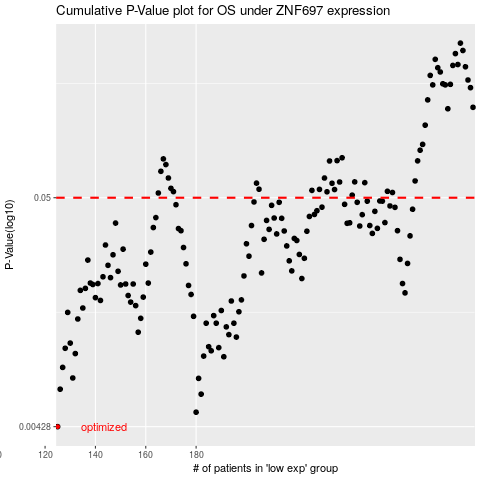 Cumulative P-Value plot for OS under ZNF697 expression
P-Value(log10)
0.05
0.00428
optimized
0 120 140 160 180
# of patients in 'low exp' group